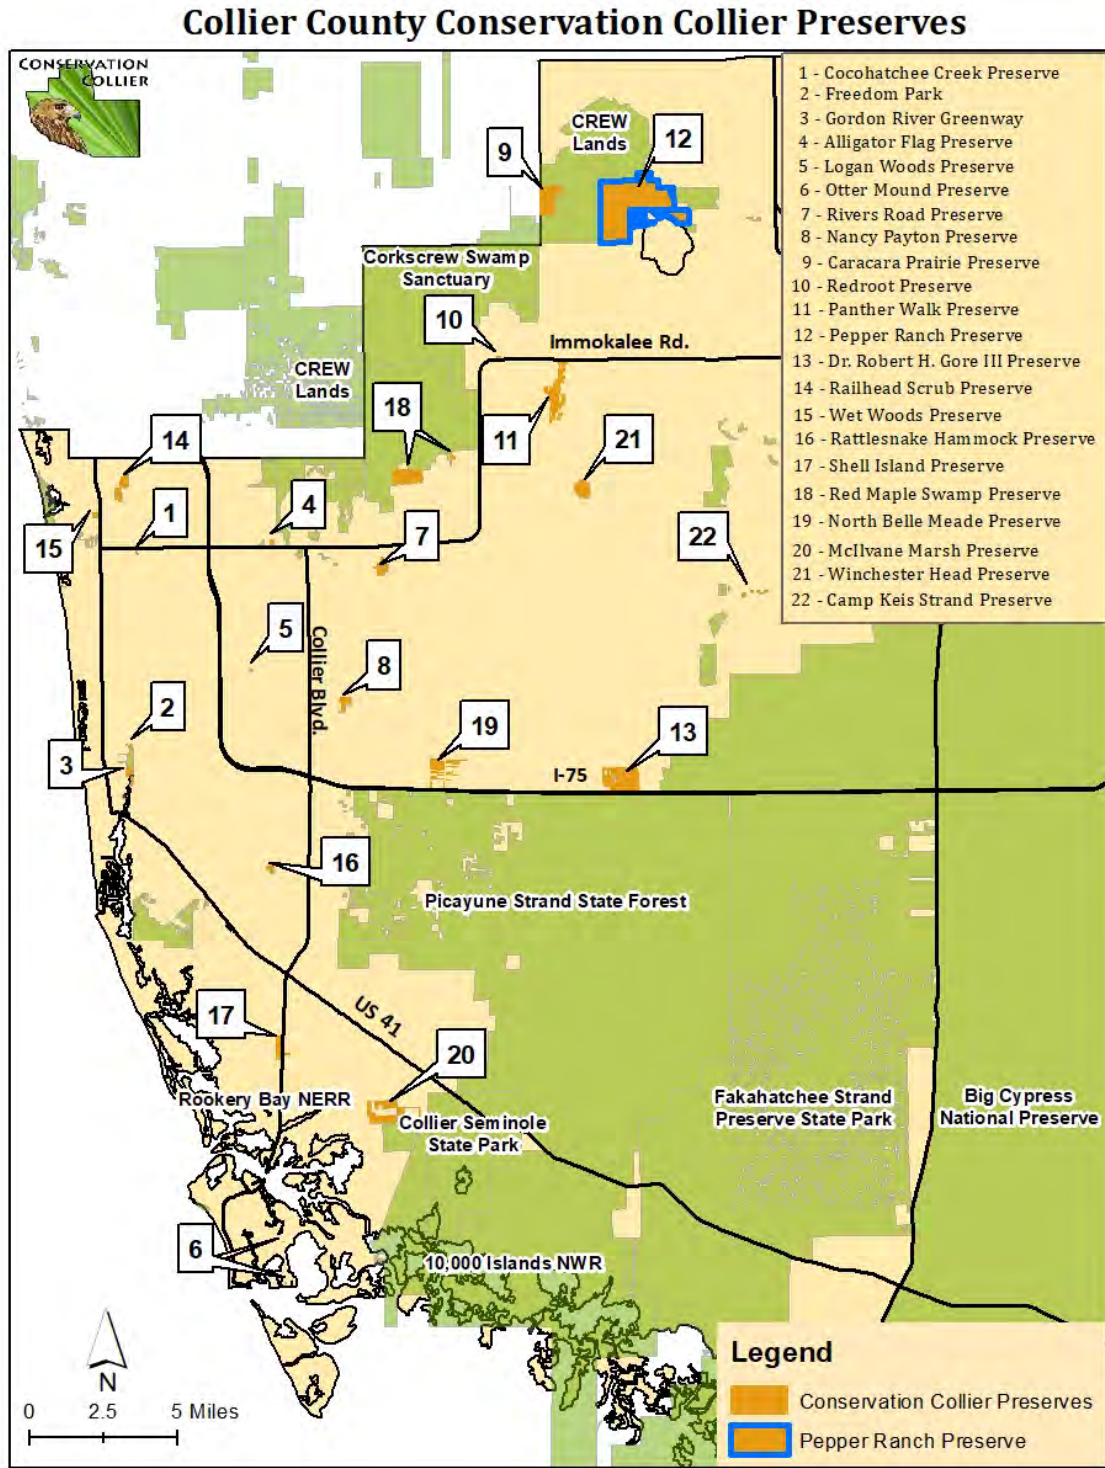 Collier County Conservation Collier Preserves
CONSERVATION
COLLIER
1 - Cocohatchee Creek Preserve
2 - Freedom Park
3 - Gordon River Greenway
4 - Alligator Flag Preserve
5 - Logan Woods Preserve
6 - Otter Mound Preserve
7 - Rivers Road Preserve
8 - Nancy Payton Preserve
9 - Caracara Prairie Preserve
10 - Redroot Preserve
11 - Panther Walk Preserve
12 - Pepper Ranch Preserve
13 - Dr. Robert H. Gore III Preserve
14 - Railhead Scrub Preserve
15 - Wet Woods Preserve
16 - Rattlesnake Hammock Preserve
17 - Shell Island Preserve
18 - Red Maple Swamp Preserve
19 - North Belle Meade Preserve
20 - McIlvane Marsh Preserve
21 - Winchester Head Preserve
22 - Camp Keis Strand Preserve
CREW
Lands
12
9
Corkscrew Swamp
Sanctuary
10
Immokalee Rd.
CREW
Lands
18
11
21
14
1
4
15
7
22
5
Collier Blvd.
8
2
19
13
3
I-75
16
Picayune Strand State Forest
17
US 41
20
Rookery Bay NERR
Collier Seminole
State Park
Fakahatchee Strand
Preserve State Park
Big Cypress
National Preserve
6
10,000 Islands NWR
N
0 2.5 5 Miles
Legend
Conservation Collier Preserves
Pepper Ranch Preserve